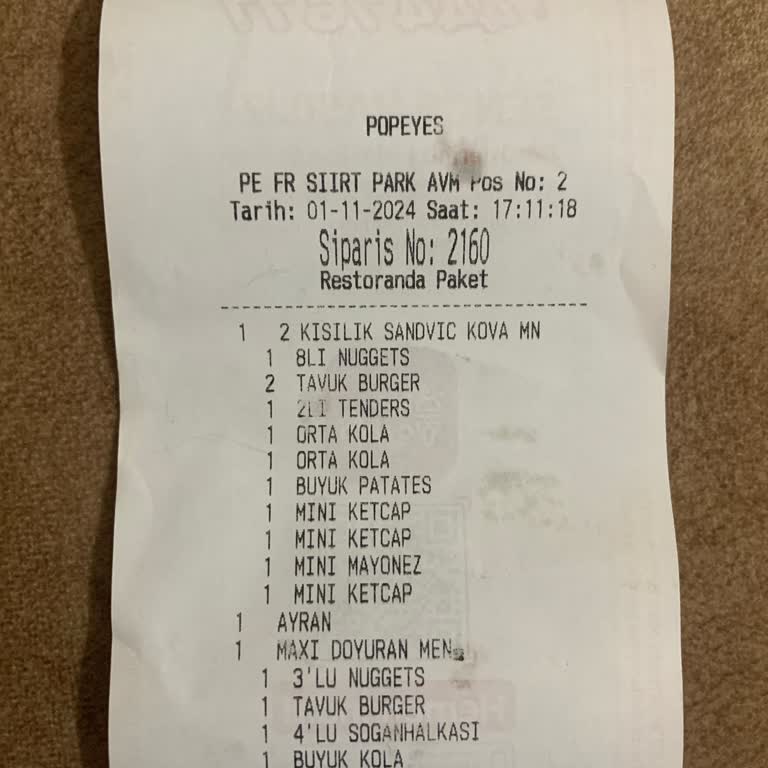 POPEYES
PE FR SIIRT PARK AVM Pos No: 2
Tarih: 01-11-2024 Saat: 17:11:18
Siparis No: 2160
Restoranda Paket
1 2 KISILIK SANDVIC KOVA MN
1 8LI NUGGETS
2 TAVUK BURGER
1 2LI TENDERS
1 ORTA KOLA
1 ORTA KOLA
1 BUYUK PATATES
1 MINI KETCAP
1 MINI KETCAP
1 MINI MAYONEZ
1 MINI KETCAP
1 AYRAN
1 MAXI DOYURAN MEN
1 3'LU NUGGETS
1 TAVUK BURGER
1 4'LU SOGANHALKASI
1 BUYUK KOLA